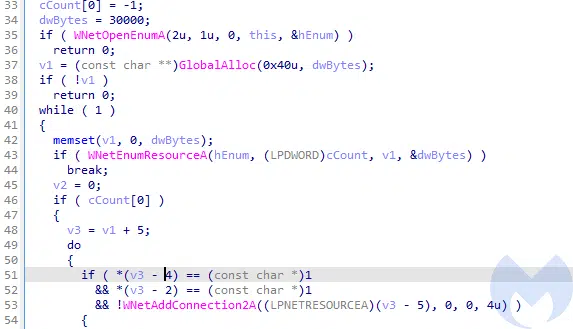 33 cCount[0] = -1;
34 dwBytes = 30000;
35 if ( WNetOpenEnumA(2u, 1u, 0, this, &hEnum) )
36 return 0;
37 v1 = (const char **)GlobalAlloc(0x40u, dwBytes);
38 if ( !v1 )
39 return 0;
40 while ( 1 )
41 {
42 memset(v1, 0, dwBytes);
43 if ( WNetEnumResourceA(hEnum, (LPDWORD)cCount, v1, &dwBytes) )
44 break;
45 v2 = 0;
46 if ( cCount[0] )
47 {
48 v3 = v1 + 5;
49 do
50 {
51 if ( *(v3 - 4) == (const char *)1
52 && *(v3 - 2) == (const char *)1
53 && !WNetAddConnection2A((LPNETRESOURCEA)(v3 - 5), 0, 0, 4u) )
54 {